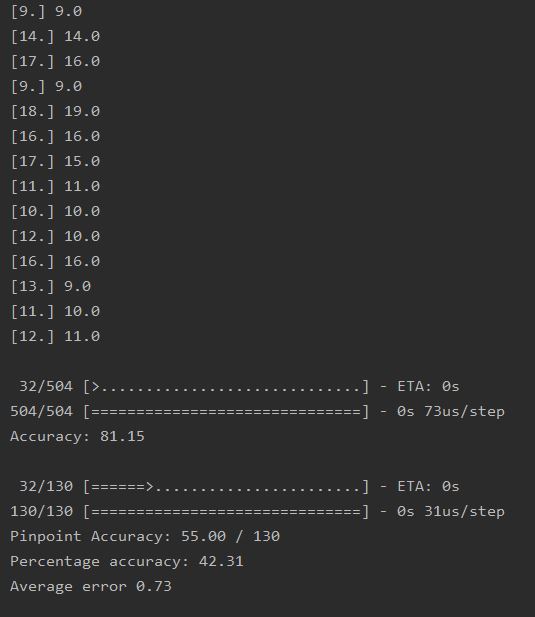 [9.] 9.0
[14.] 14.0
[17.] 16.0
[9.] 9.0
[18.] 19.0
[16.] 16.0
[17.] 15.0
[11.] 11.0
[10.] 10.0
[12.] 10.0
[16.] 16.0
[13.] 9.0
[11.] 10.0
[12.] 11.0
32/504 [>.............................] - ETA: 0s
504/504 [==============================] - 0s 73us/step
Accuracy: 81.15
32/130 [======>.......................] - ETA: 0s
130/130 [==============================] - 0s 31us/step
Pinpoint Accuracy: 55.00 / 130
Percentage accuracy: 42.31
Average error 0.73